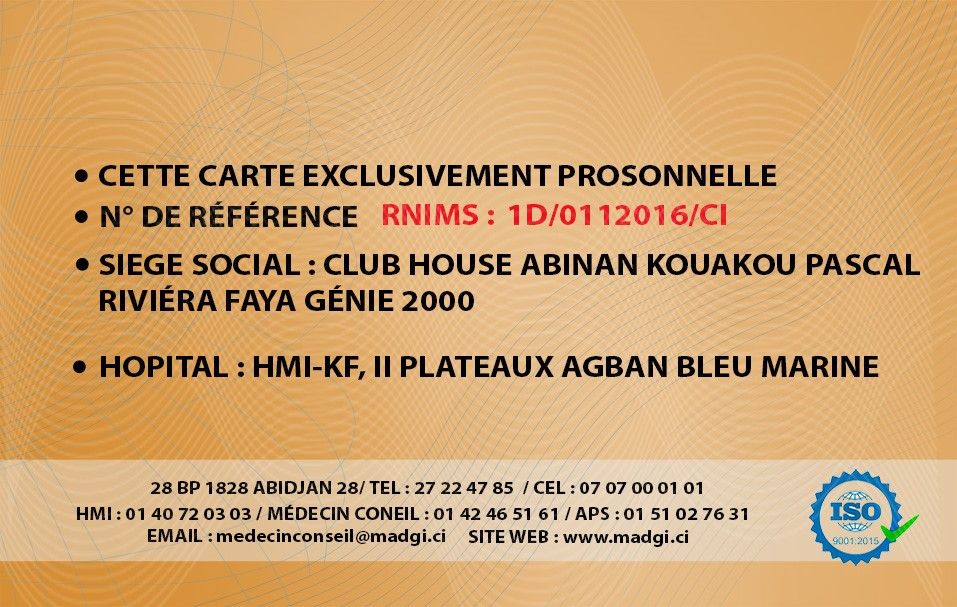 • CETTE CARTE EXCLUSIVEMENT PROSONNELLE
• N° DE RÉFÉRENCE RNIMS : 1D/0112016/CI
• SIEGE SOCIAL : CLUB HOUSE ABINAN KOUAKOU PASCAL
RIVIÉRA FAYA GÉNIE 2000
• HOPITAL : HMI-KF, II PLATEAUX AGBAN BLEU MARINE
28 BP 1828 ABIDJAN 28/ TEL : 27 22 47 85 / CEL : 07 07 00 01 01
HMI : 01 40 72 03 03 / MÉDECIN CONEIL : 01 42 46 51 61 / APS : 01 51 02 76 31
EMAIL : medecinconseil@madgi.ci SITE WEB : www.madgi.ci
ISO
9001:2015